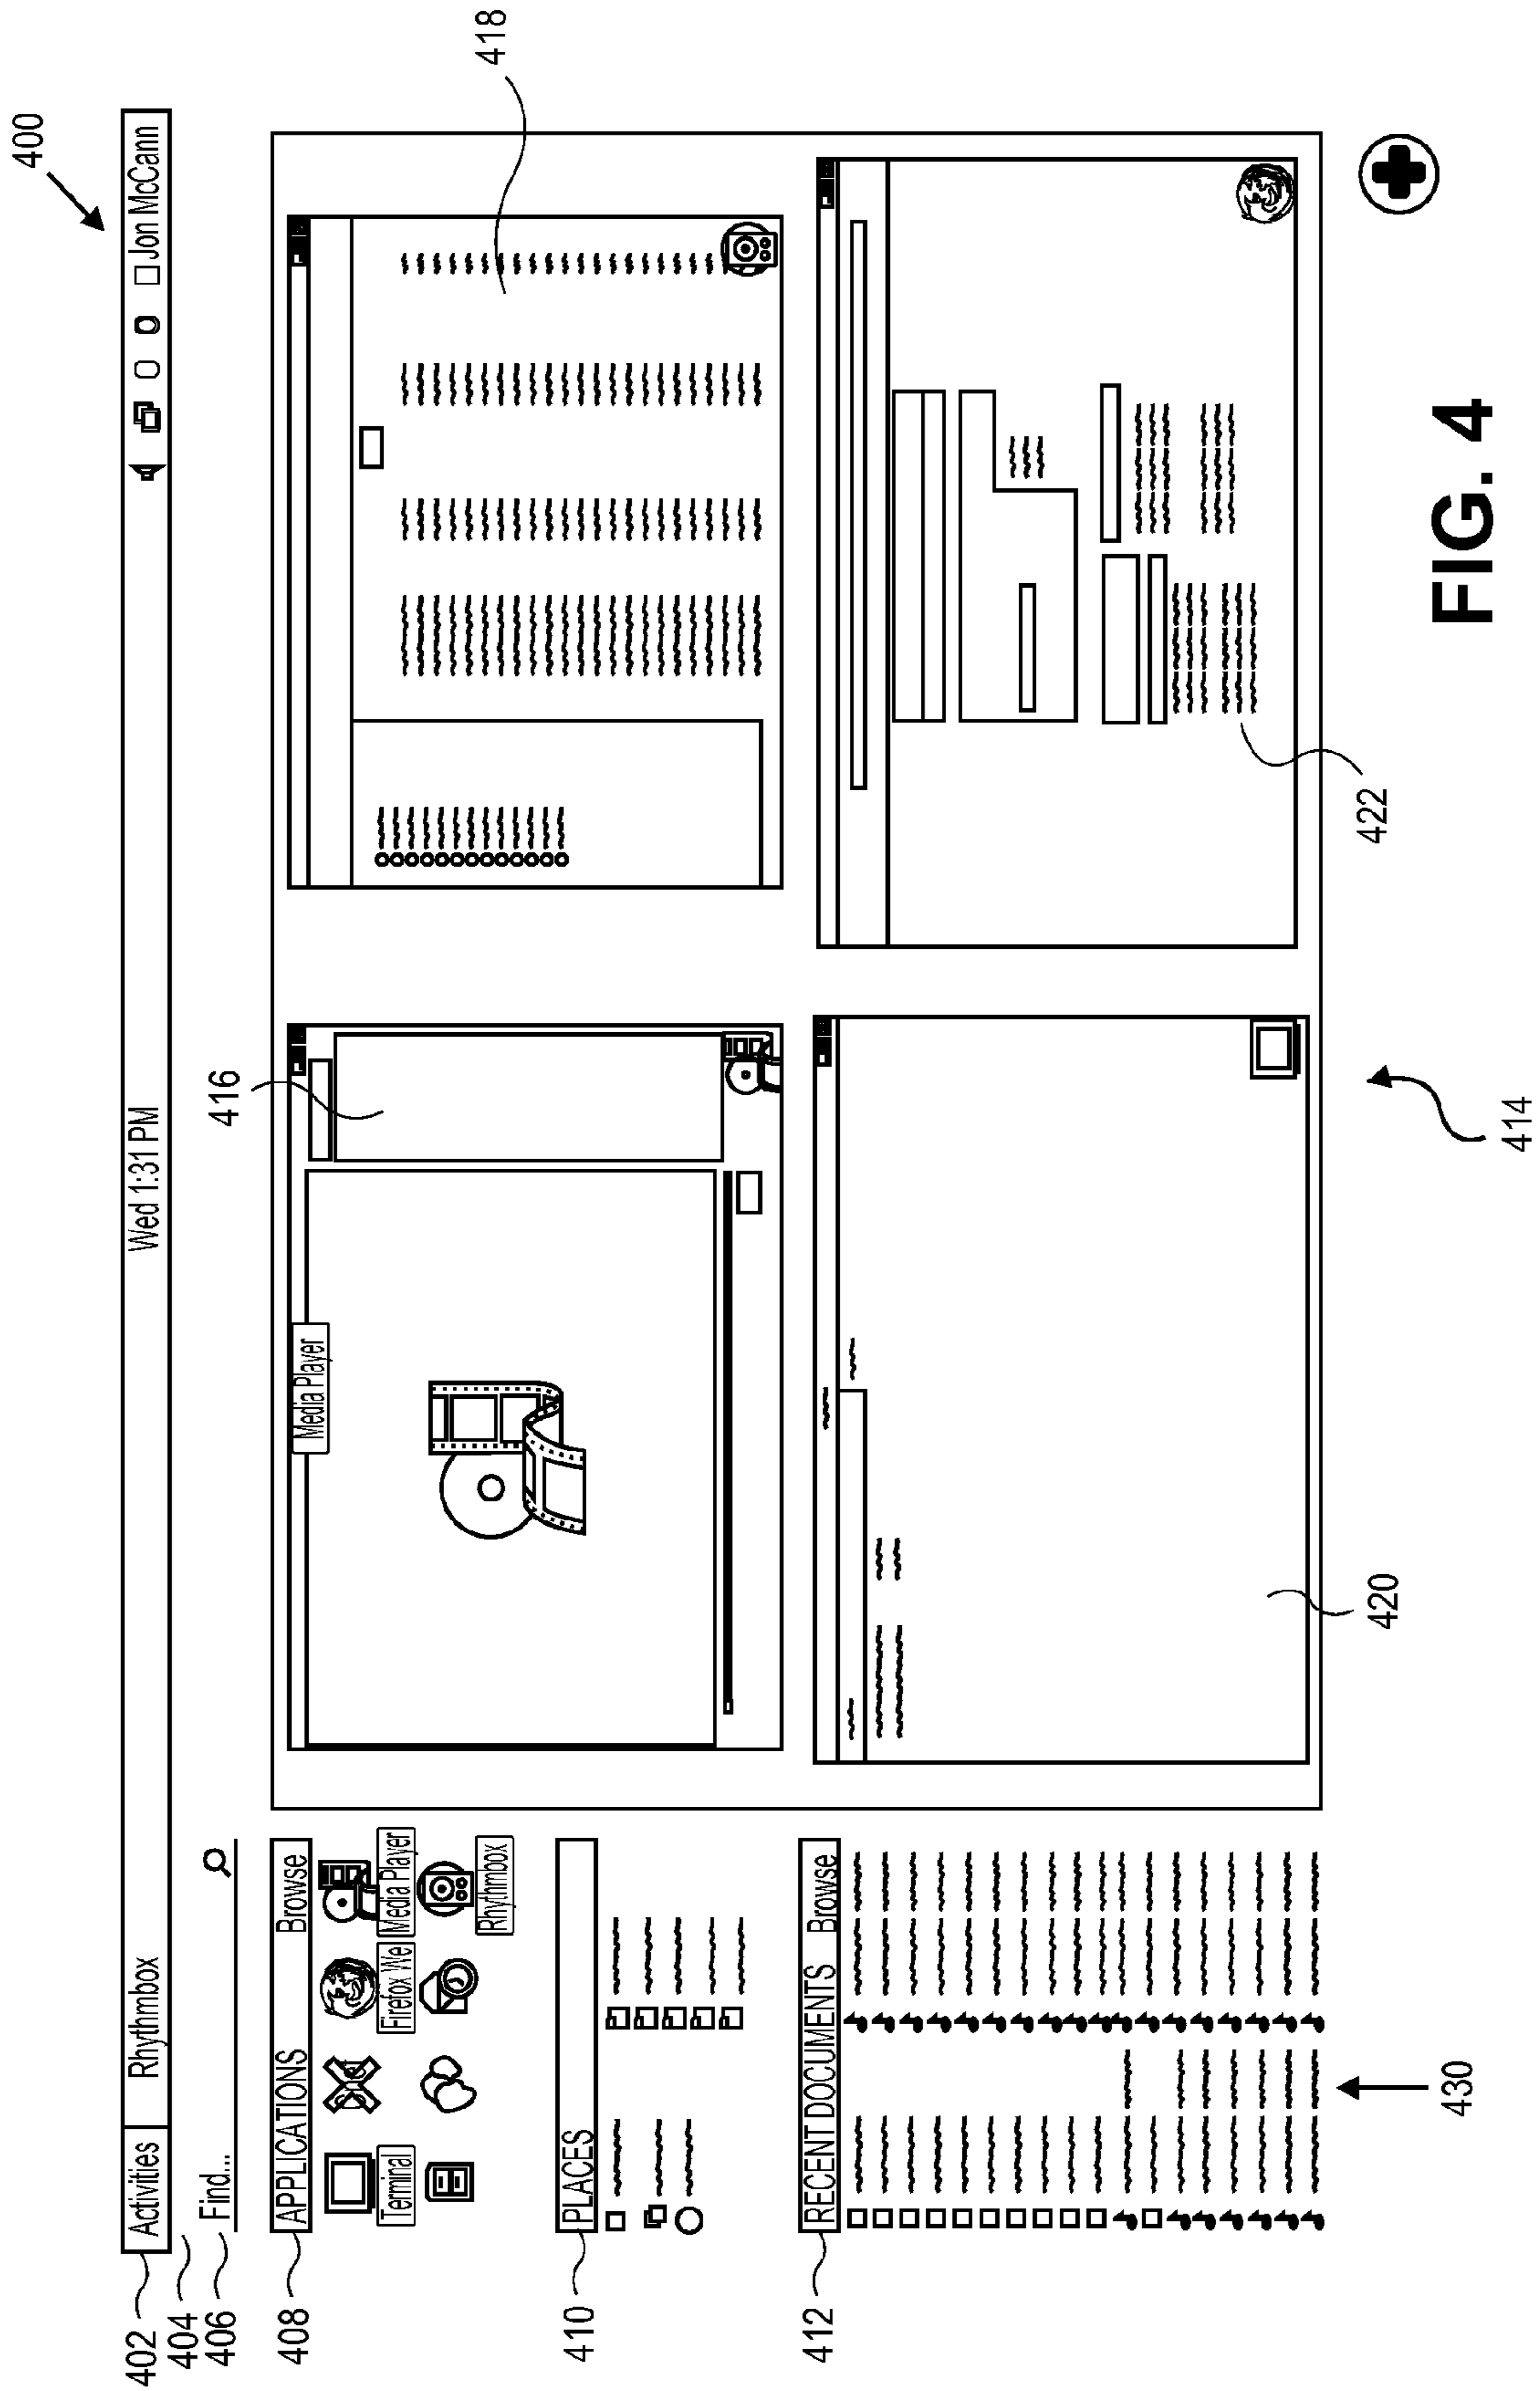 400
Activities Rhythmbox Wed 1:31 PM Jon McCann
402
404
406
Find...
408
APPLICATIONS Browse
Terminal Firefox We Media Player
Rhythmbox
410
PLACES
412
RECENT DOCUMENTS Browse
430
Media Player
416
418
420
422
414
FIG. 4